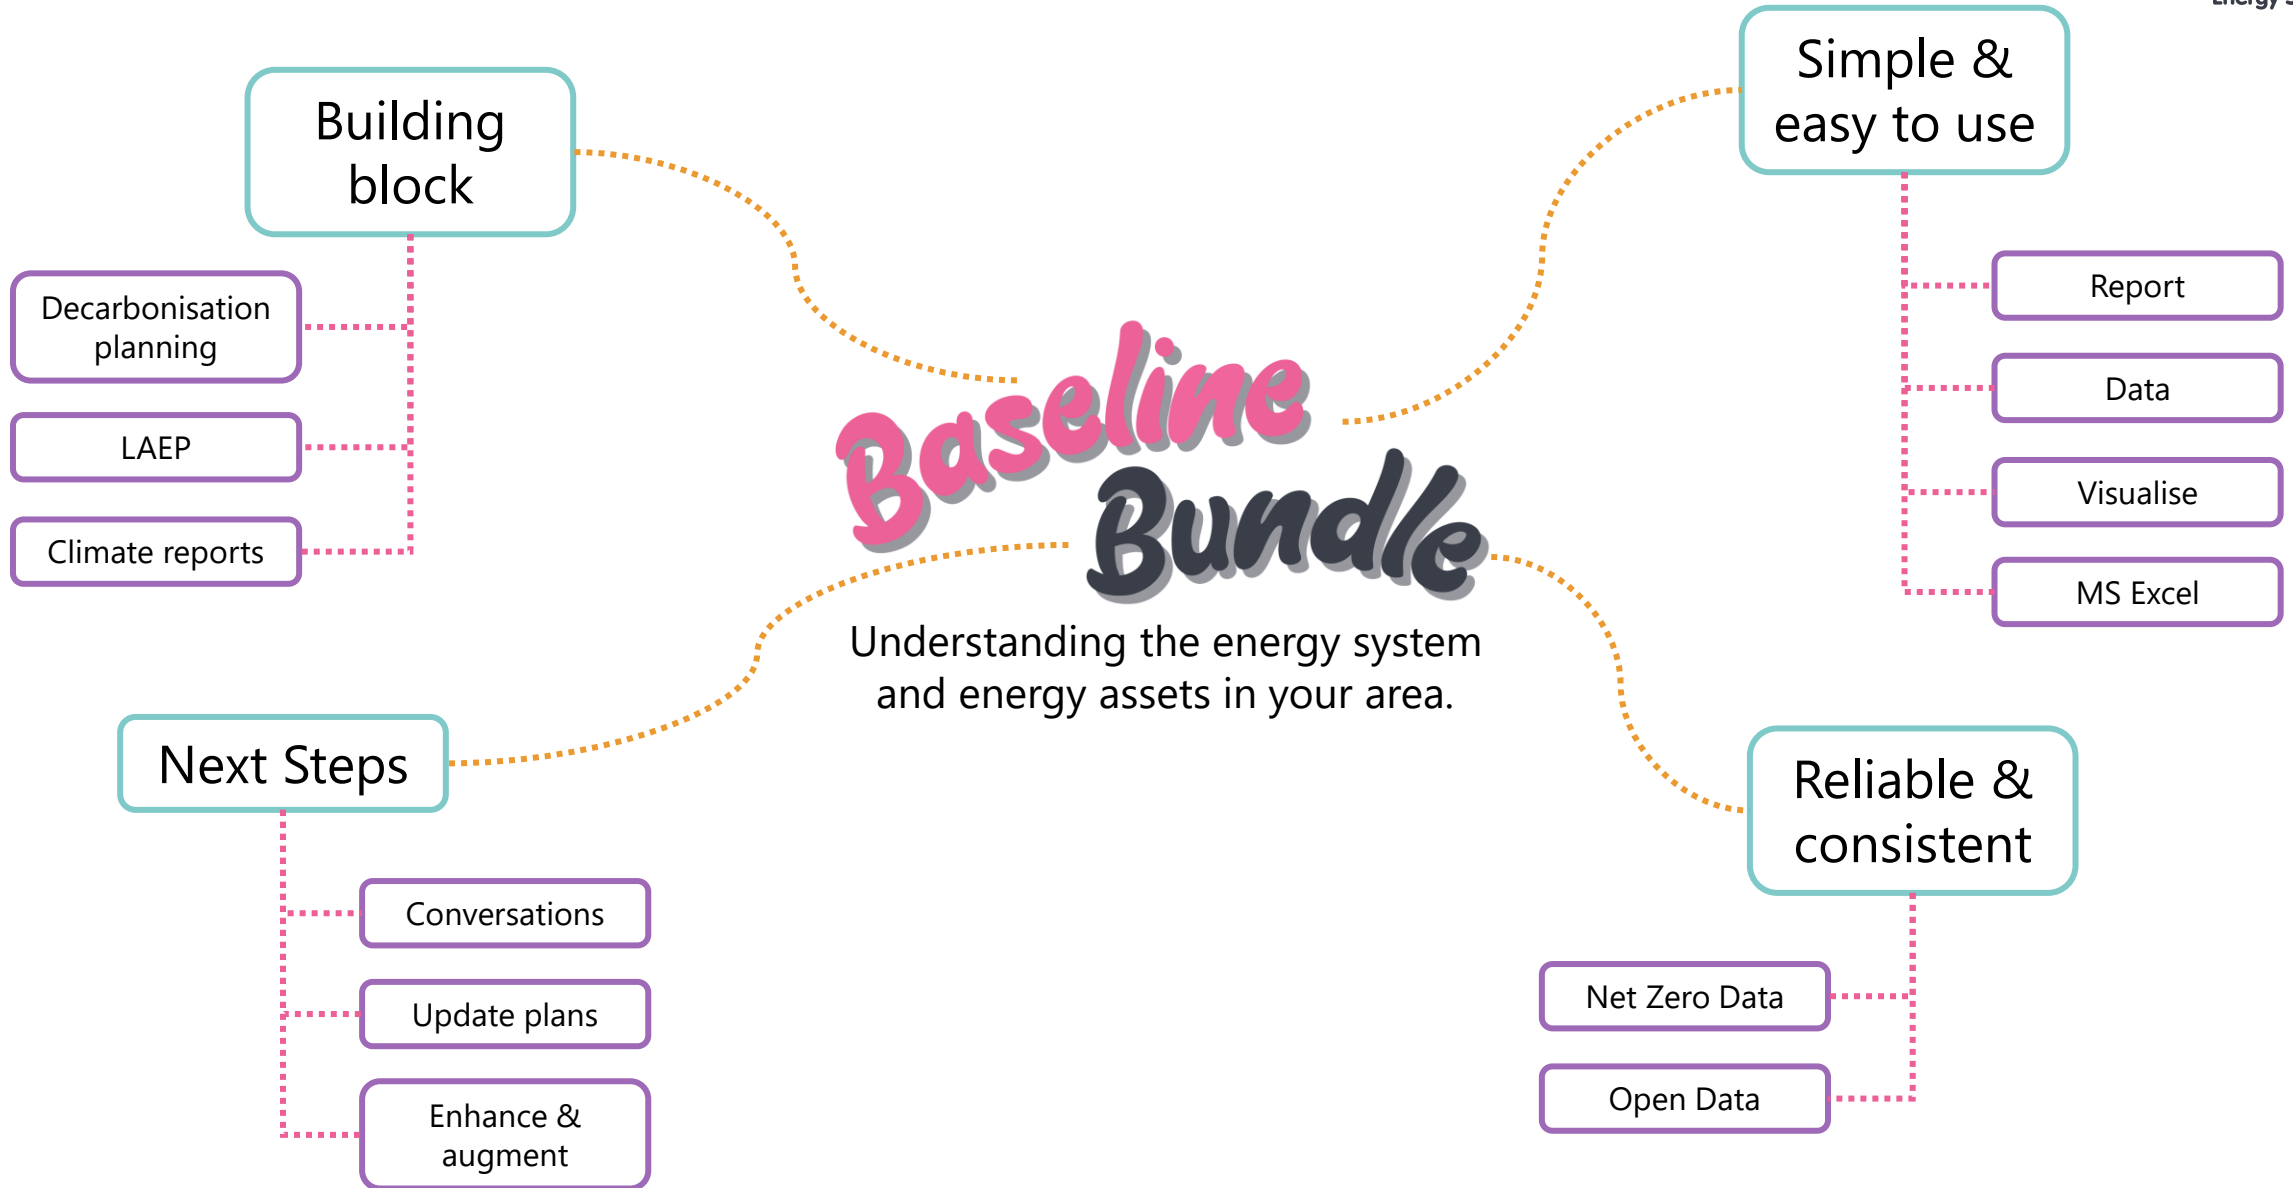 Energy
Building
block
Decarbonisation
planning
LAEP
Climate reports
Simple &
easy to use
Report
Data
Visualise
MS Excel
Baseline
Bundle
Understanding the energy system
and energy assets in your area.
Next Steps
Conversations
Update plans
Enhance &
augment
Reliable &
consistent
Net Zero Data
Open Data